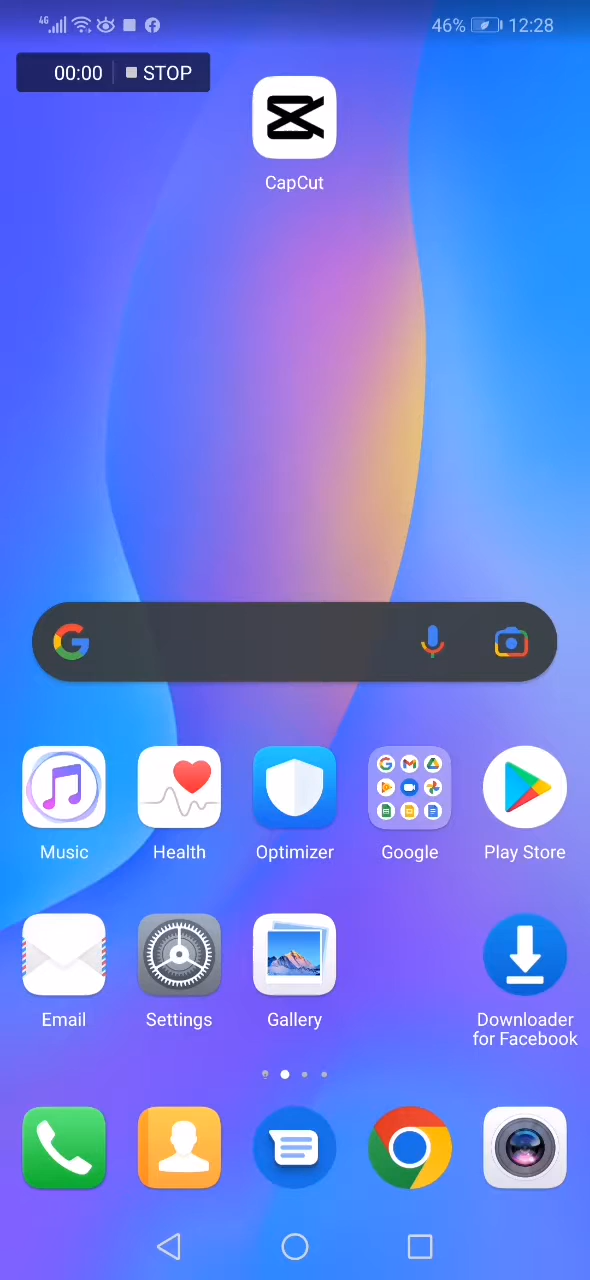 4G
46%
12:28
00:00
STOP
CapCut
Music
Health
Optimizer
Google
Play Store
Email
Settings
Gallery
Downloader
for Facebook